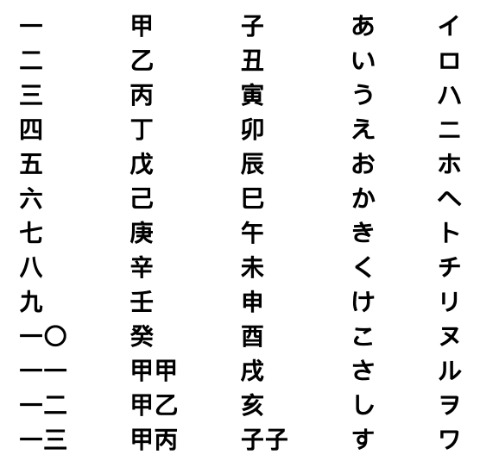 一 甲 子 あ イ
二 乙 丑 い ロ
三 丙 寅 う ハ
四 丁 卯 え ニ
五 戊 辰 お ホ
六 己 巳 か ヘ
七 庚 午 き ト
八 辛 未 く チ
九 壬 申 け リ
一〇 癸 酉 こ ヌ
一一 甲甲 戌 さ ル
一二 甲乙 亥 し ヲ
一三 甲丙 子子 す ワ